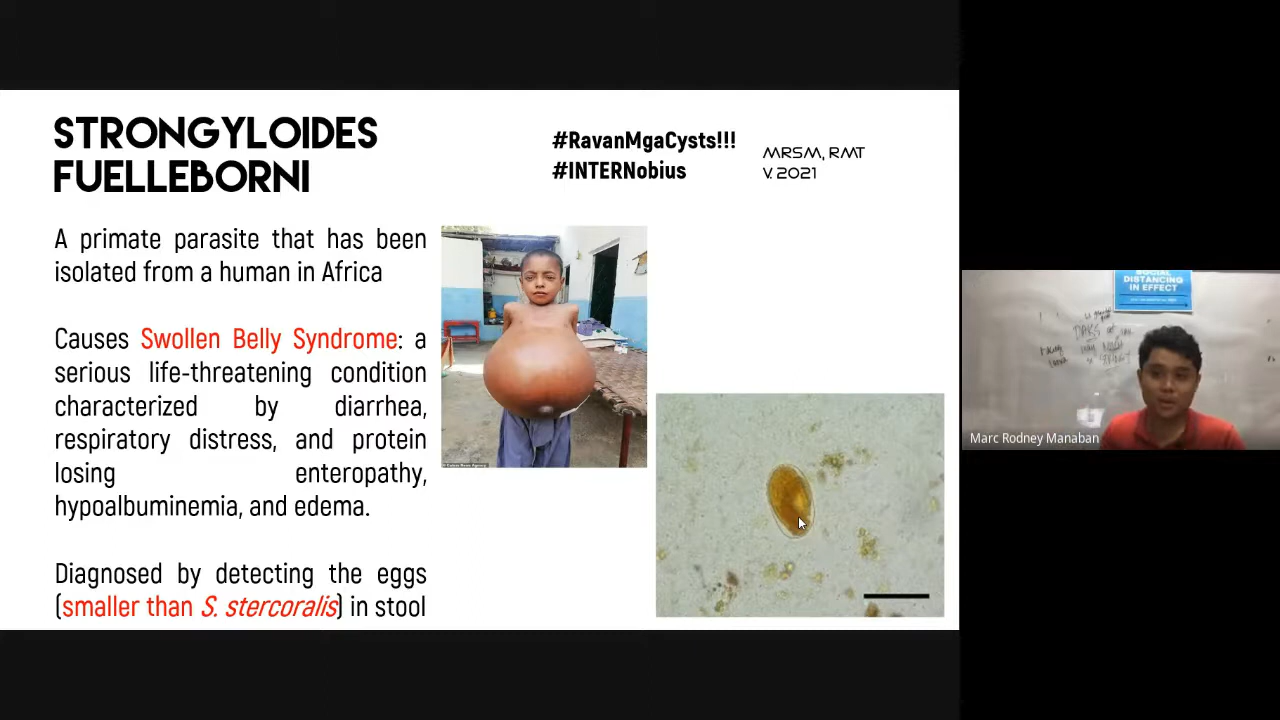 STRONGYLOIDES
FUELLEBORNI
#RavanMgaCysts!!!
#INTERNobius
MRSM, RMT
V. 2021
A primate parasite that has been
isolated from a human in Africa
Causes Swollen Belly Syndrome: a
serious life-threatening condition
characterized by diarrhea,
respiratory distress, and protein
losing enteropathy,
hypoalbuminemia, and edema.
Diagnosed by detecting the eggs
(smaller than S. stercoralis) in stool
SOCIAL
DISTANCING
IN EFFECT
Marc Rodney Manaban